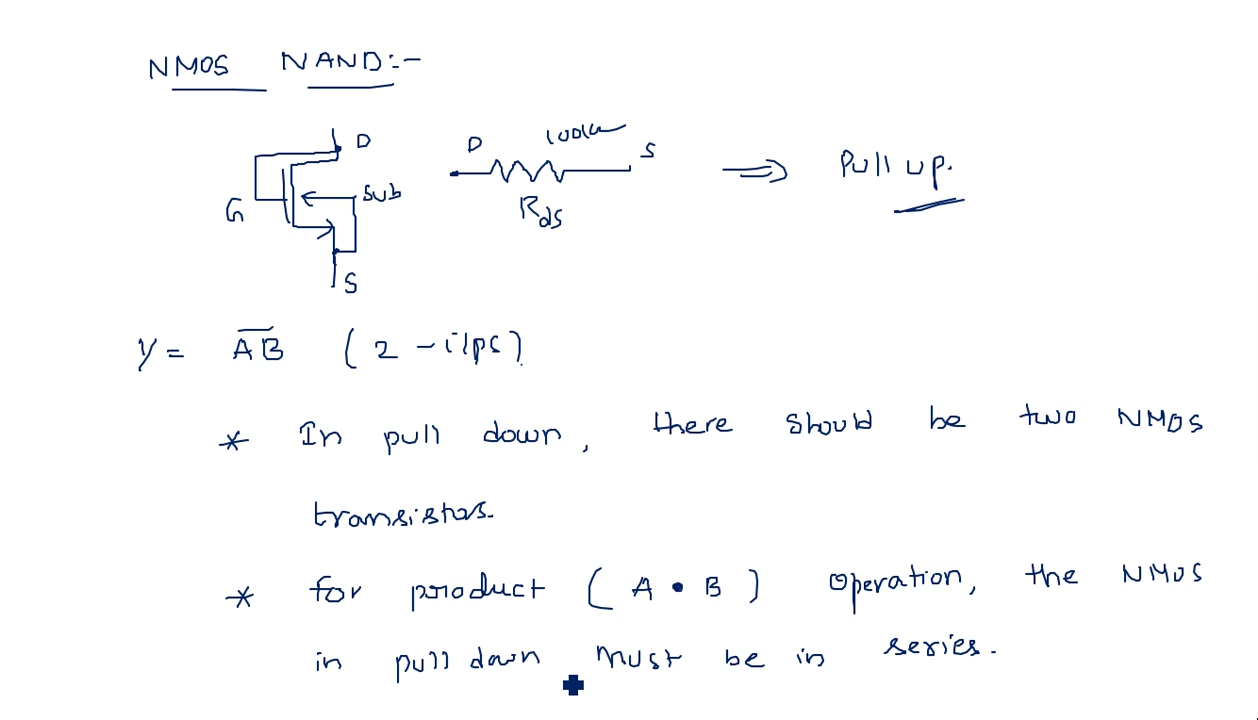 NMOS NAND:-
D
G
Sub
S
D 100k S
Rds
⇒ Pull up.
Y = A̅B̅ (2 - i/ps)
* In pull down, there should be two NMOS
transistors.
* for product (A • B) operation, the NMOS
in pull down must be in series.